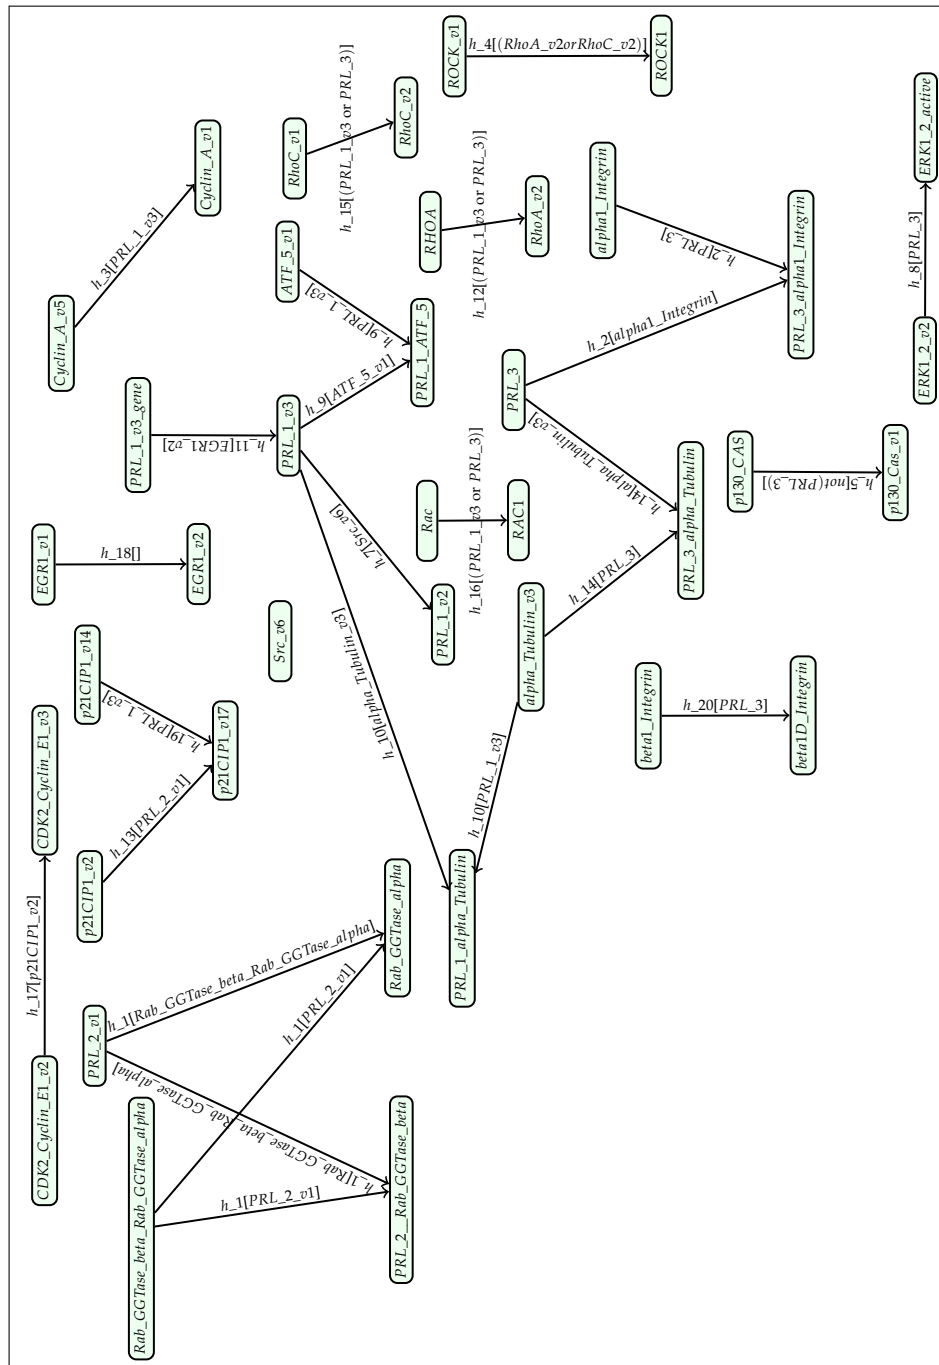 ROCK_v1
h_4[(RhoA_v2orRhoC_v2)]
ROCK1
RhoC_v1
h_15[(PRL_1_v3 or PRL_3)]
RhoC_v2
ERK1_2_active
h_8[PRL_3]
ERK1_2_v2
Cyclin_A_v1
h_3[PRL_1_v3]
Cyclin_A_v5
RHOA
h_12[(PRL_1_v3 or PRL_3)]
RhoA_v2
alpha1_Integrin
h_2[PRL_3]
PRL_3_alpha1_Integrin
h_2[alpha1_Integrin]
PRL_3
ATF_5_v1
h_9[PRL_1_v3]
PRL_1_ATF_5
h_9[ATF_5_v1]
PRL_1_v3_gene
h_11[EGR1_v2]
PRL_1_v3
h_14[alpha_Tubulin_v3]
PRL_3_alpha_Tubulin
h_14[PRL_3]
p130_CAS
h_5[not(PRL_3)]
p130_Cas_v1
Rac
h_16[(PRL_1_v3 or PRL_3)]
RAC1
h_7[Src_v6]
PRL_1_v2
EGR1_v1
h_18[]
EGR1_v2
Src_v6
alpha_Tubulin_v3
h_10[alpha_Tubulin_v3]
h_10[PRL_1_v3]
PRL_1_alpha_Tubulin
beta1_Integrin
h_20[PRL_3]
beta1D_Integrin
p21CIP1_v14
h_19[PRL_1_v3]
p21CIP1_v17
h_13[PRL_2_v1]
p21CIP1_v2
CDK2_Cyclin_E1_v3
h_17[p21CIP1_v2]
CDK2_Cyclin_E1_v2
PRL_2_v1
h_1[Rab_GGTase_beta_Rab_GGTase_alpha]
Rab_GGTase_alpha
h_1[PRL_2_v1]
h_1[Rab_GGTase_beta_Rab_GGTase_alpha]
Rab_GGTase_beta_Rab_GGTase_alpha
h_1[PRL_2_v1]
PRL_2__Rab_GGTase_beta